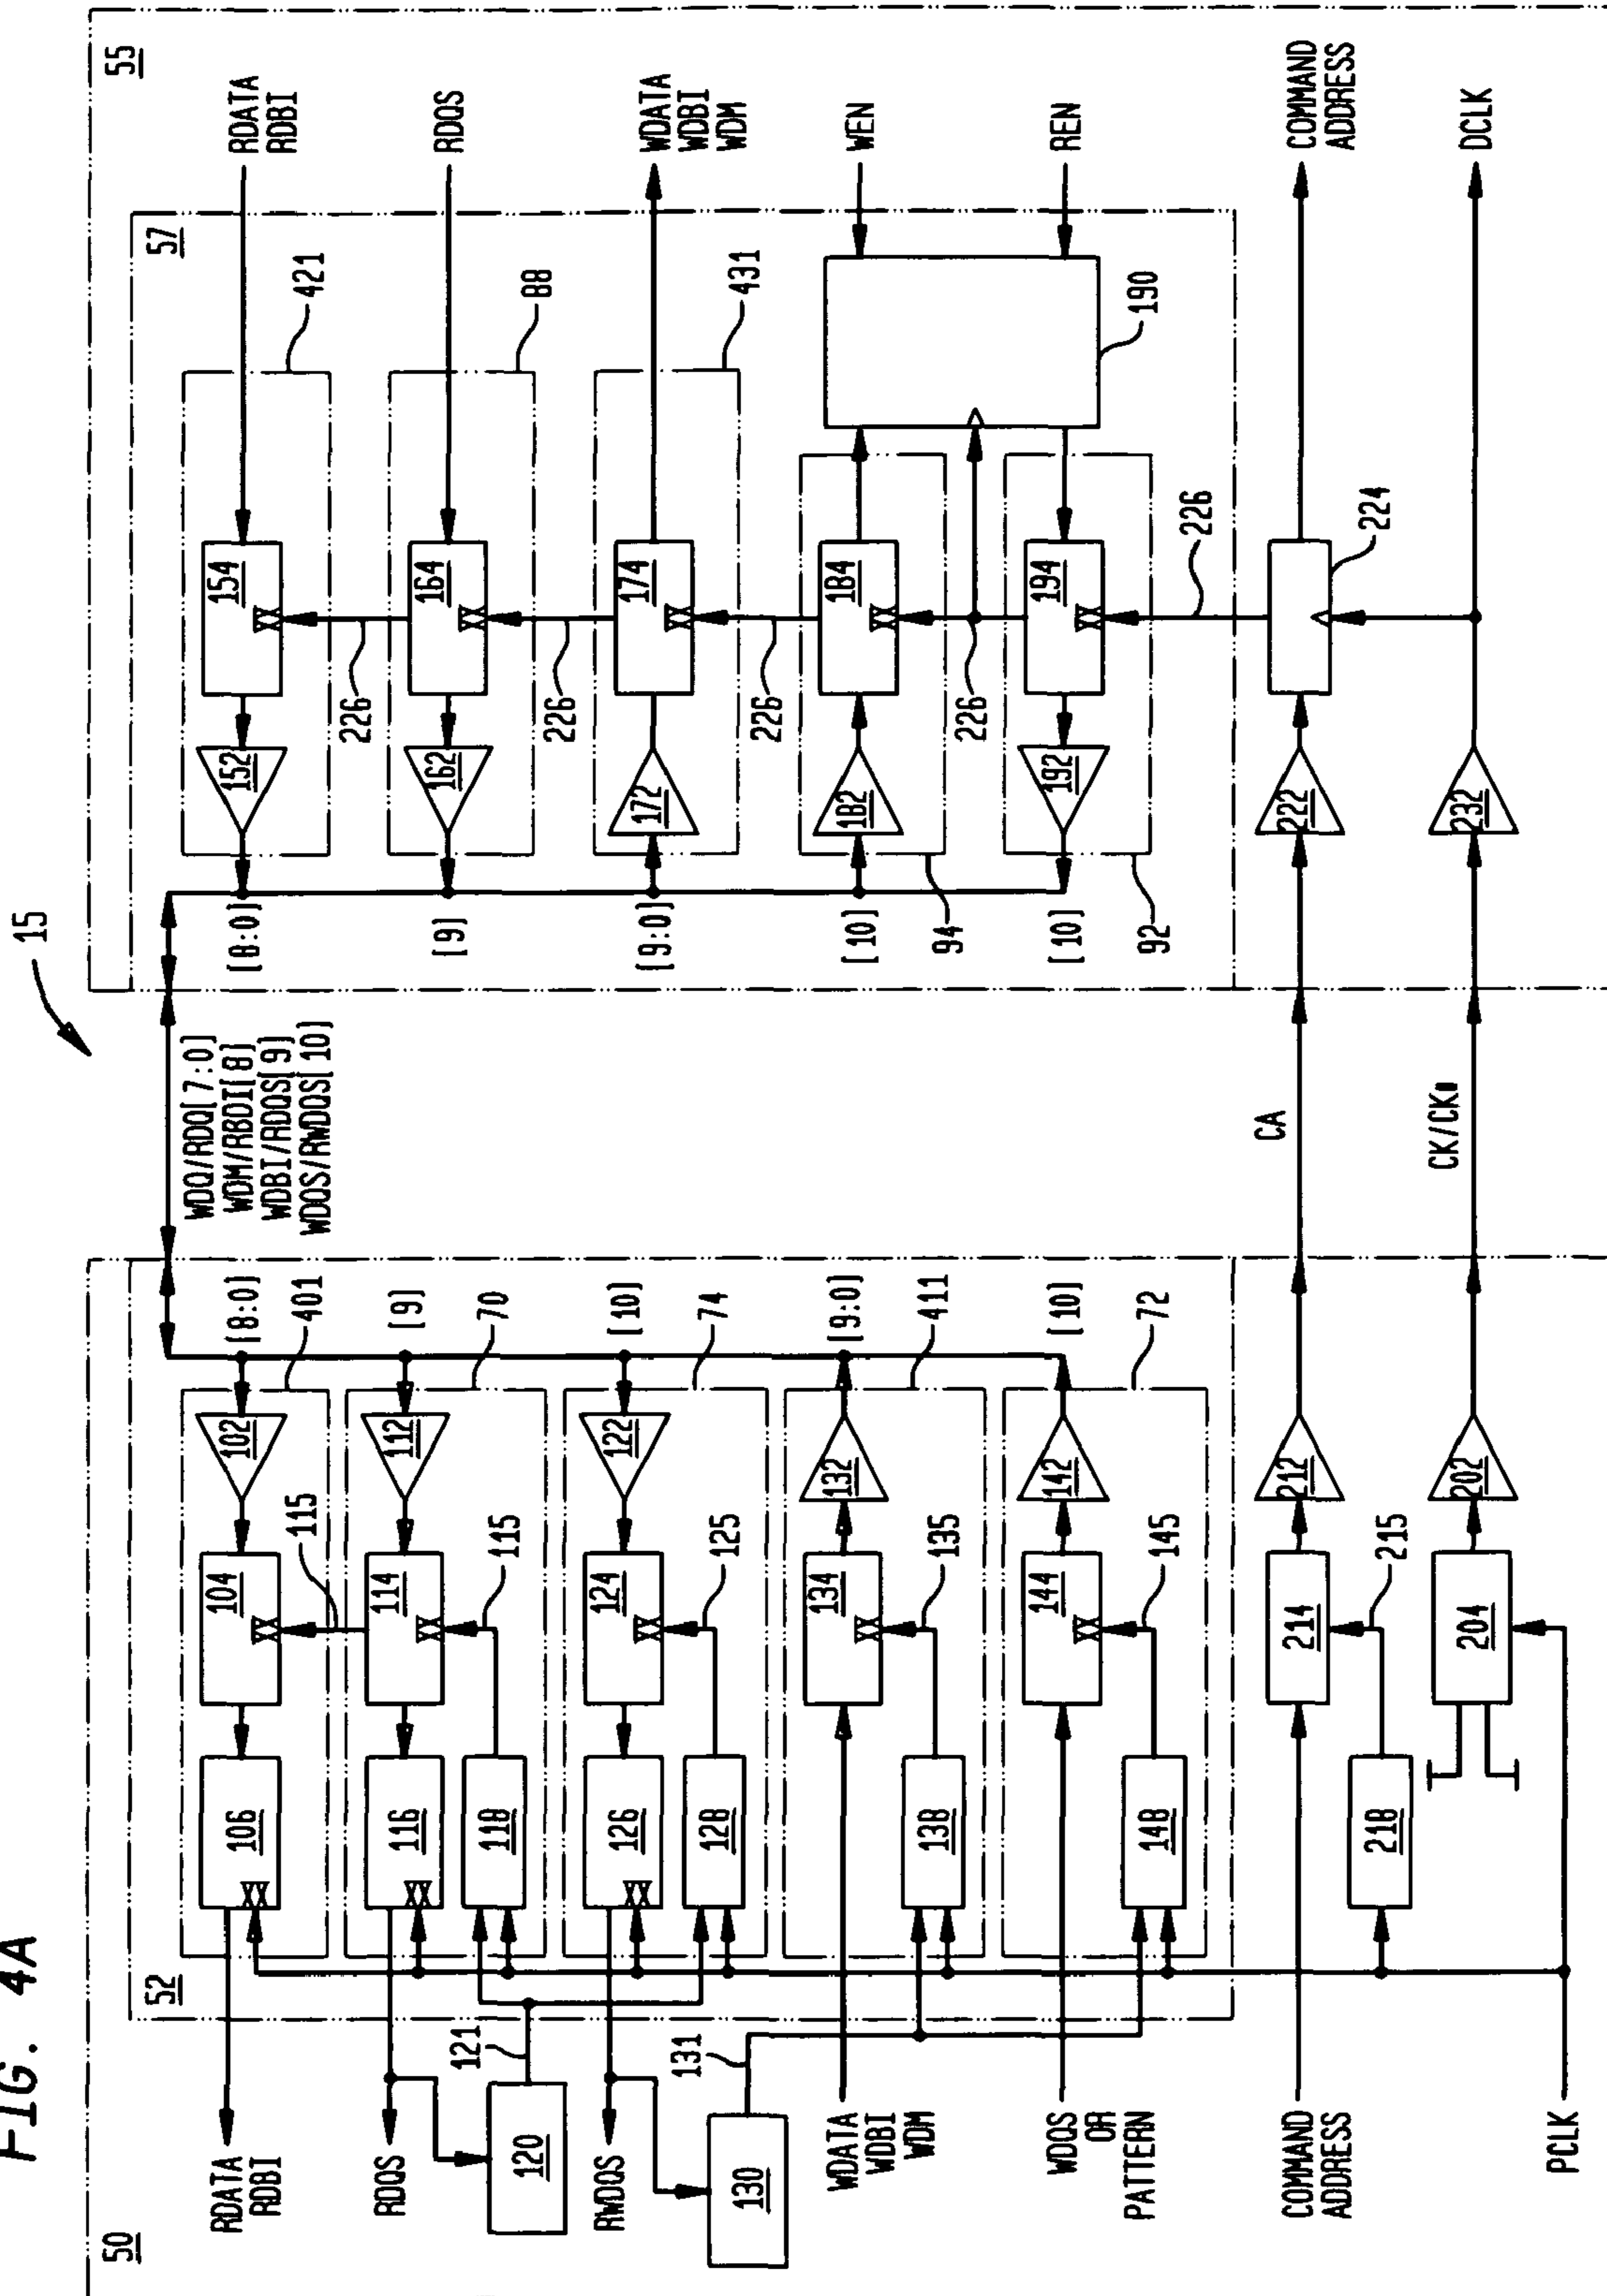 FIG. 4A
15
50
52
RDATA
RDBI
RDQS
121
120
RWDQS
131
130
WDATA
WDBI
WDM
WDQS
OR
PATTERN
COMMAND
ADDRESS
PCLK
106
104
102
[8:0]
401
115
116
114
112
[9]
70
118
115
126
124
122
[10]
74
128
125
134
132
[9:0]
411
138
135
144
142
[10]
72
148
145
214
212
218
215
204
202
WDQ/RDQ[7:0]
WDM/RBDI[8]
WDBI/RDQS[9]
WDQS/RWDQS[10]
CA
CK/CK#
55
57
[8:0]
152
154
421
RDATA
RDBI
226
[9]
162
164
88
RDQS
226
[9:0]
172
174
431
WDATA
WDBI
WDM
226
[10]
182
184
94
WEN
190
226
[10]
192
194
92
REN
226
222
224
COMMAND
ADDRESS
232
DCLK